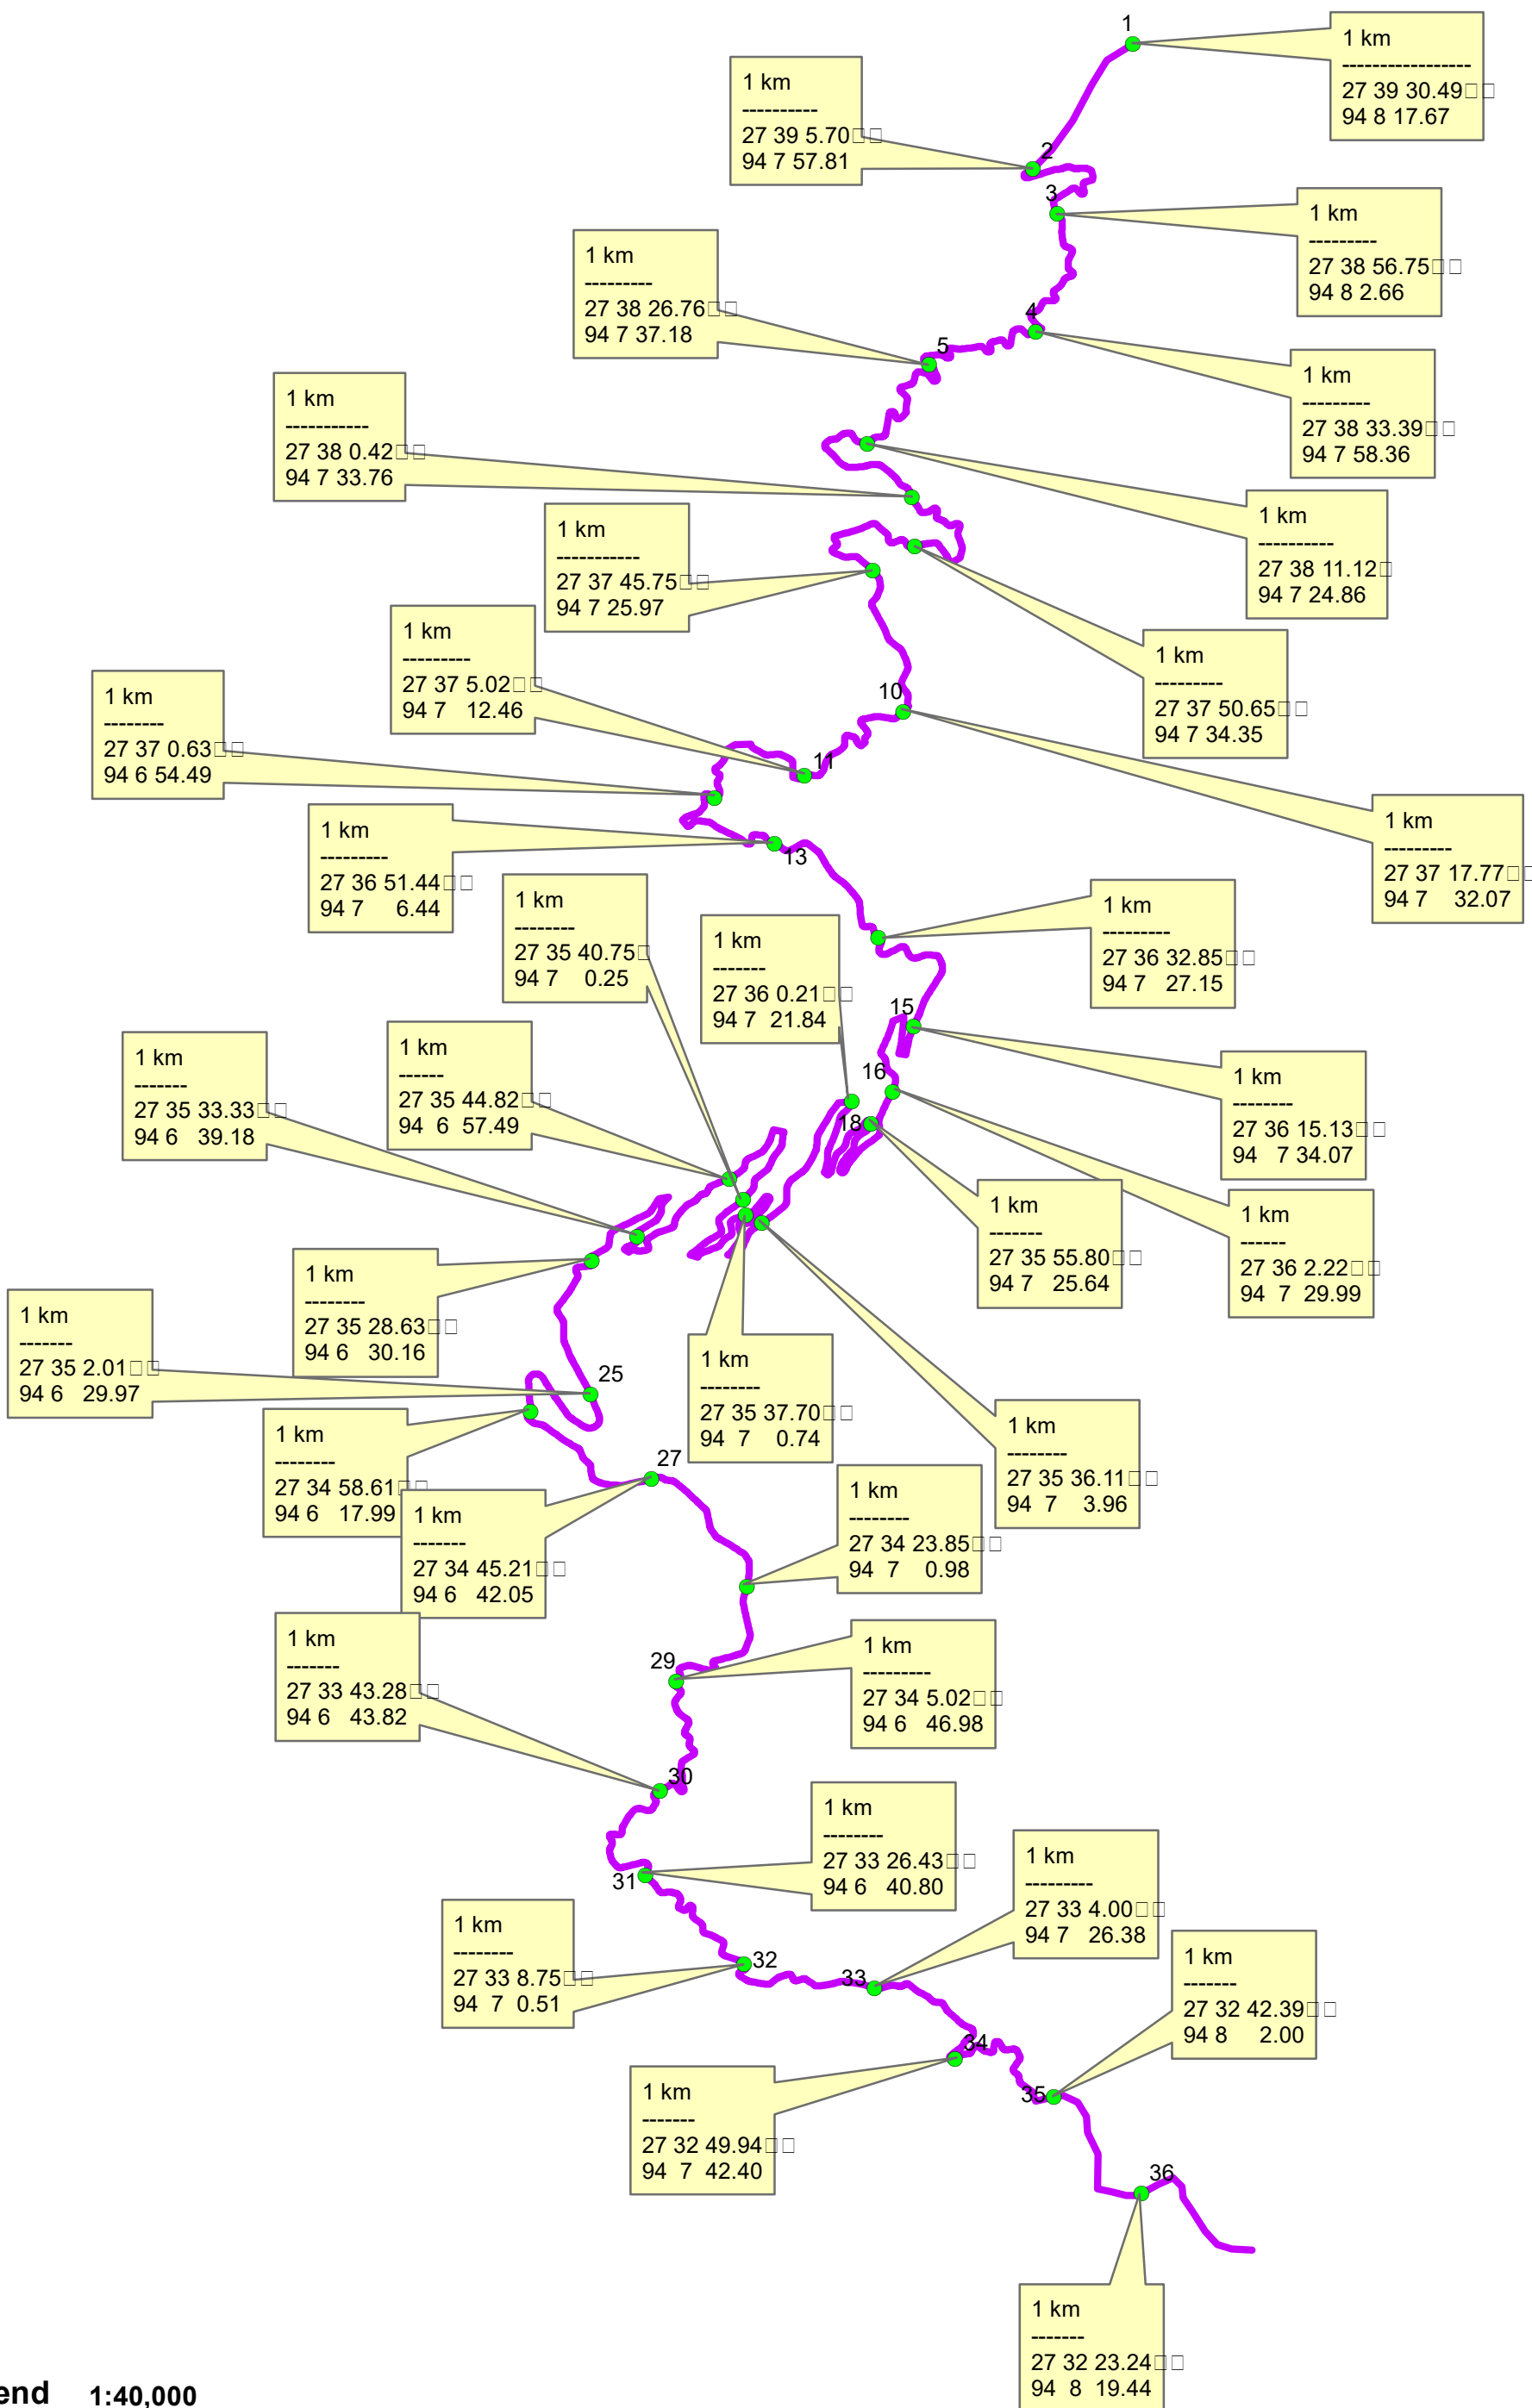 1
1 km
-----------------
27 39 30.49
94 8 17.67
1 km
----------
27 39 5.70
94 7 57.81
2
3
1 km
---------
27 38 56.75
94 8 2.66
1 km
---------
27 38 26.76
94 7 37.18
4
5
1 km
---------
27 38 33.39
94 7 58.36
1 km
-----------
27 38 0.42
94 7 33.76
1 km
----------
27 38 11.12
94 7 24.86
1 km
-----------
27 37 45.75
94 7 25.97
1 km
---------
27 37 5.02
94 7 12.46
1 km
---------
27 37 50.65
94 7 34.35
1 km
--------
27 37 0.63
94 6 54.49
10
11
1 km
---------
27 37 17.77
94 7 32.07
1 km
---------
27 36 51.44
94 7 6.44
13
1 km
--------
27 35 40.75
94 7 0.25
1 km
-------
27 36 0.21
94 7 21.84
1 km
---------
27 36 32.85
94 7 27.15
15
1 km
-------
27 35 33.33
94 6 39.18
1 km
------
27 35 44.82
94 6 57.49
16
18
1 km
--------
27 36 15.13
94 7 34.07
1 km
-------
27 35 55.80
94 7 25.64
1 km
------
27 36 2.22
94 7 29.99
1 km
--------
27 35 28.63
94 6 30.16
1 km
-------
27 35 2.01
94 6 29.97
25
1 km
--------
27 35 37.70
94 7 0.74
1 km
--------
27 35 36.11
94 7 3.96
1 km
--------
27 34 58.61
94 6 17.99
27
1 km
-------
27 34 45.21
94 6 42.05
1 km
--------
27 34 23.85
94 7 0.98
1 km
-------
27 33 43.28
94 6 43.82
29
1 km
---------
27 34 5.02
94 6 46.98
30
1 km
--------
27 33 26.43
94 6 40.80
31
1 km
---------
27 33 4.00
94 7 26.38
1 km
--------
27 33 8.75
94 7 0.51
32
33
1 km
-------
27 32 42.39
94 8 2.00
34
35
1 km
-------
27 32 49.94
94 7 42.40
36
1 km
-------
27 32 23.24
94 8 19.44
end 1:40,000